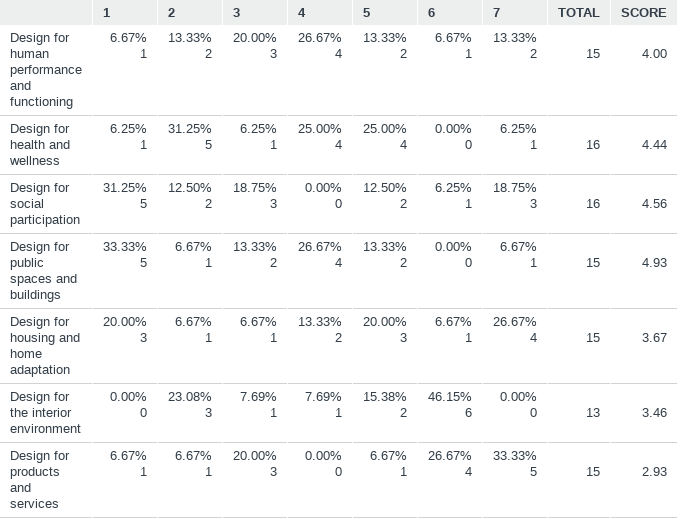 1 2 3 4 5 6 7 TOTAL SCORE
Design for 6.67% 13.33% 20.00% 26.67% 13.33% 6.67% 13.33%
human 1 2 3 4 2 1 2 15 4.00
performance
and
functioning
Design for 6.25% 31.25% 6.25% 25.00% 25.00% 0.00% 6.25%
health and 1 5 1 4 4 0 1 16 4.44
wellness
Design for 31.25% 12.50% 18.75% 0.00% 12.50% 6.25% 18.75%
social 5 2 3 0 2 1 3 16 4.56
participation
Design for 33.33% 6.67% 13.33% 26.67% 13.33% 0.00% 6.67%
public 5 1 2 4 2 0 1 15 4.93
spaces and
buildings
Design for 20.00% 6.67% 6.67% 13.33% 20.00% 6.67% 26.67%
housing and 3 1 1 2 3 1 4 15 3.67
home
adaptation
Design for 0.00% 23.08% 7.69% 7.69% 15.38% 46.15% 0.00%
the interior 0 3 1 1 2 6 0 13 3.46
environment
Design for 6.67% 6.67% 20.00% 0.00% 6.67% 26.67% 33.33%
products 1 1 3 0 1 4 5 15 2.93
and
services